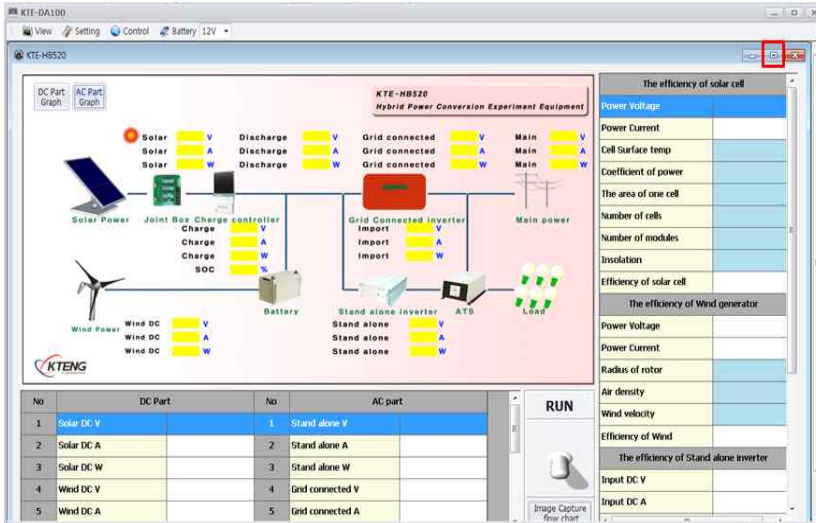 KTE-DA100
View Setting Control Battery 12V
KTE-HB520
DC Part Graph
AC Part Graph
KTE-HB520
Hybrid Power Conversion Experiment Equipment
Solar V Discharge V Grid connected V Main V
Solar A Discharge A Grid connected A Main A
Solar W Discharge W Grid connected W Main W
Solar Power Joint Box Charge controller Grid Connected inverter Main power
Charge V Import V
Charge A Import A
Charge W Import W
SOC %
Wind Power Battery Stand alone inverter ATS Load
Wind DC V Stand alone V
Wind DC A Stand alone A
Wind DC W Stand alone W
KTENG
No DC Part No AC part
1 Solar DC V 1 Stand alone V
2 Solar DC A 2 Stand alone A
3 Solar DC W 3 Stand alone W
4 Wind DC V 4 Grid connected V
5 Wind DC A 5 Grid connected A
RUN
Image Capture
flow chart
The efficiency of solar cell
Power Voltage
Power Current
Cell Surface temp
Coefficient of power
The area of one cell
Number of cells
Number of modules
Insolation
Efficiency of solar cell
The efficiency of Wind generator
Power Voltage
Power Current
Radius of rotor
Air density
Wind velocity
Efficiency of Wind
The efficiency of Stand alone inverter
Input DC V
Input DC A